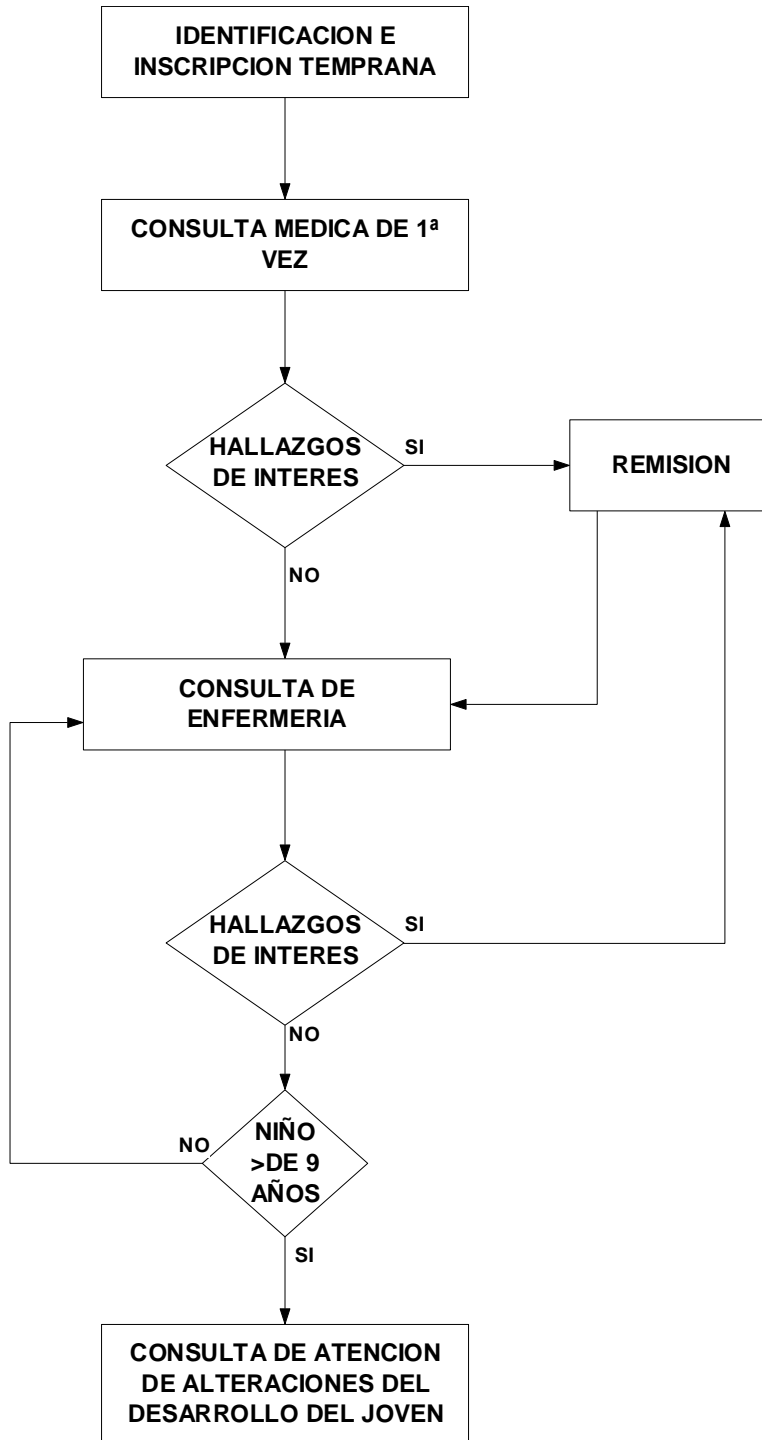 IDENTIFICACION E
INSCRIPCION TEMPRANA
CONSULTA MEDICA DE 1ª
VEZ
HALLAZGOS
DE INTERES
SI
REMISION
NO
CONSULTA DE
ENFERMERIA
HALLAZGOS
DE INTERES
SI
NO
NO
NIÑO
>DE 9
AÑOS
SI
CONSULTA DE ATENCION
DE ALTERACIONES DEL
DESARROLLO DEL JOVEN